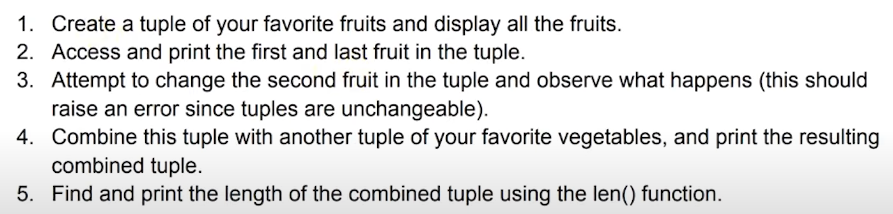 1. Create a tuple of your favorite fruits and display all the fruits.
2. Access and print the first and last fruit in the tuple.
3. Attempt to change the second fruit in the tuple and observe what happens (this should
raise an error since tuples are unchangeable).
4. Combine this tuple with another tuple of your favorite vegetables, and print the resulting
combined tuple.
5. Find and print the length of the combined tuple using the len() function.